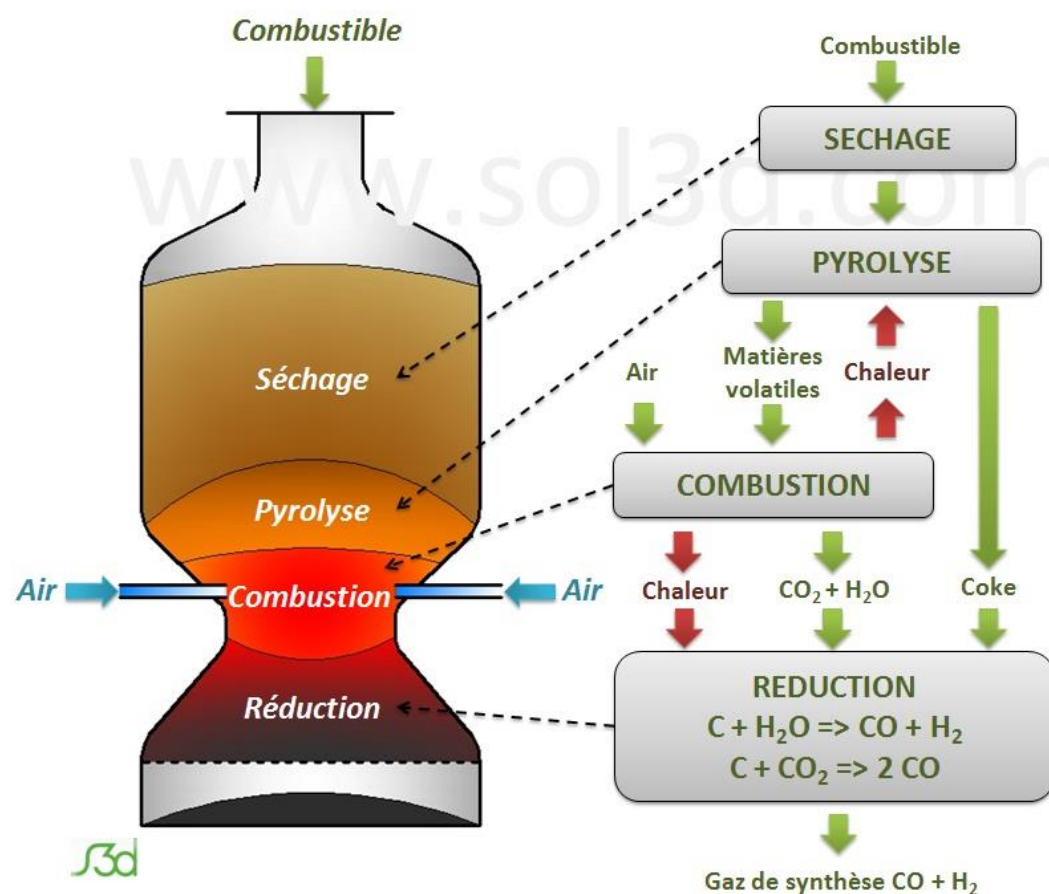 Combustible
Combustible
SECHAGE
www.sol3d.com
PYROLYSE
Séchage
Air
Matières
volatiles
Chaleur
COMBUSTION
Pyrolyse
Air
Combustion
Air
Chaleur
CO₂ + H₂O
Coke
Réduction
REDUCTION
C + H₂O => CO + H₂
C + CO₂ => 2 CO
S3d
Gaz de synthèse CO + H₂